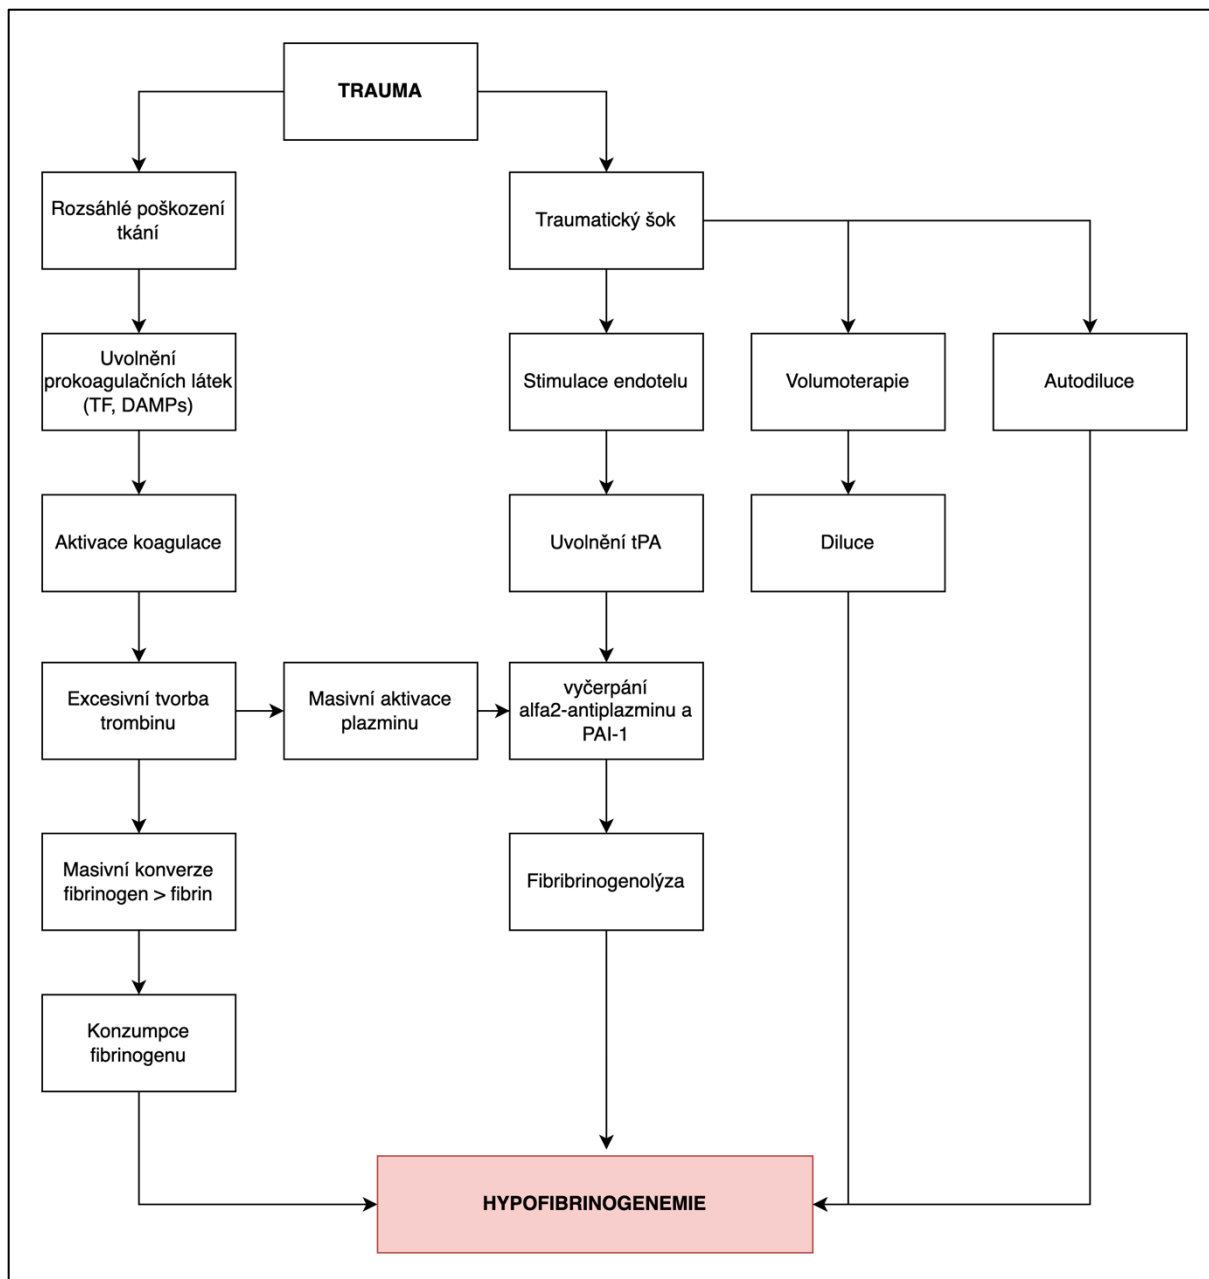 TRAUMA
Rozsáhlé poškození
tkání
Traumatický šok
Uvolnění
prokoagulačních látek
(TF, DAMPs)
Stimulace endotelu
Volumoterapie
Autodiluce
Aktivace koagulace
Uvolnění tPA
Diluce
Excesivní tvorba
trombinu
Masivní aktivace
plazminu
vyčerpání
alfa2-antiplazminu a
PAI-1
Masivní konverze
fibrinogen > fibrin
Fibribrinogenolýza
Konzumpce
fibrinogenu
HYPOFIBRINOGENEMIE